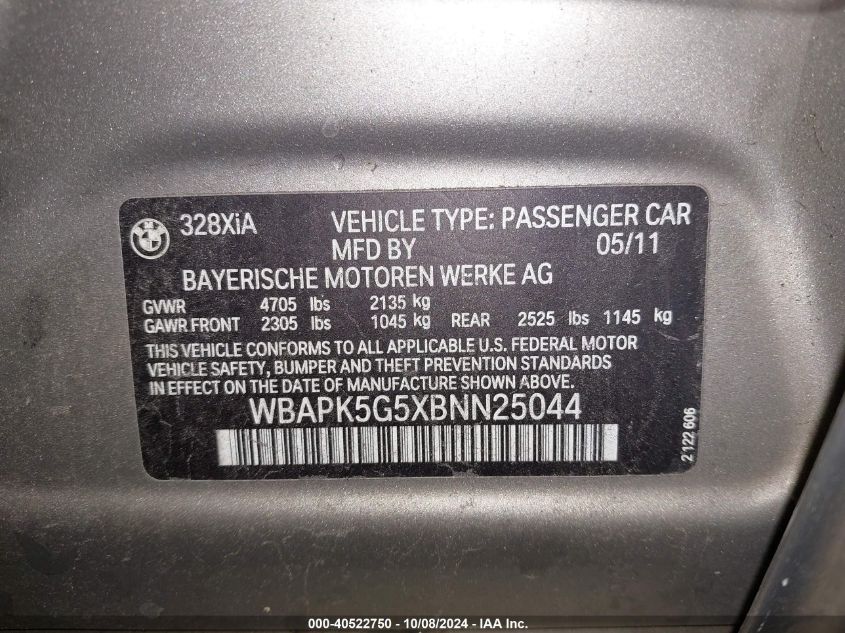 328XiA VEHICLE TYPE: PASSENGER CAR
MFD BY 05/11
BAYERISCHE MOTOREN WERKE AG
GVWR 4705 lbs 2135 kg
GAWR FRONT 2305 lbs 1045 kg REAR 2525 lbs 1145 kg
THIS VEHICLE CONFORMS TO ALL APPLICABLE U.S. FEDERAL MOTOR
VEHICLE SAFETY, BUMPER AND THEFT PREVENTION STANDARDS
IN EFFECT ON THE DATE OF MANUFACTURE SHOWN ABOVE.
WBAPK5G5XBNN25044
2 122 606
000-40522750 - 10/08/2024 - IAA Inc.